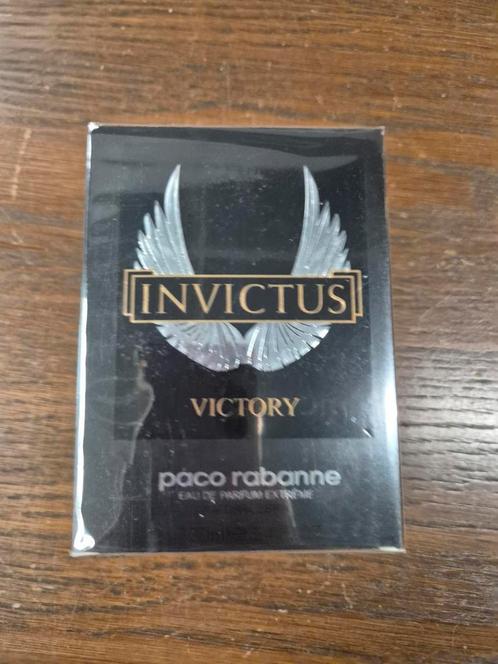 INVICTUS
VICTORY
paco rabanne
EAU DE PARFUM EXTRÊME